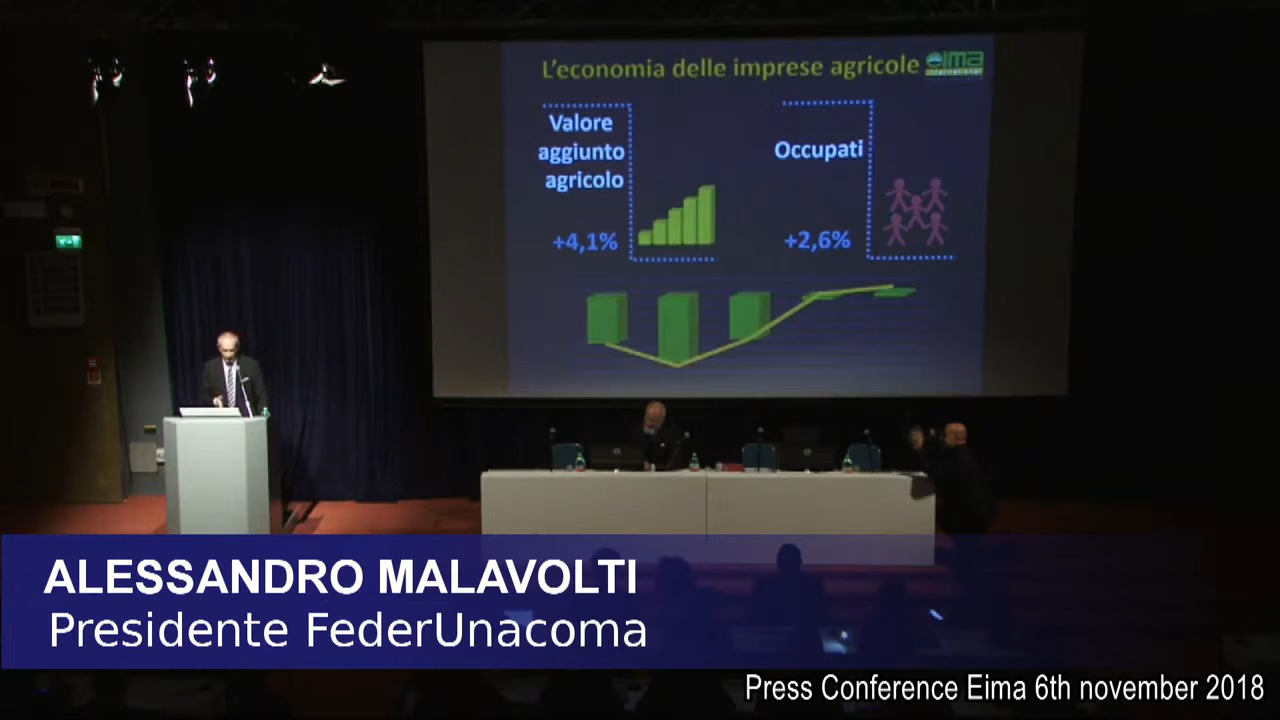 L'economia delle imprese agricole
eima
international
Valore
aggiunto
agricolo
+4,1%
Occupati
+2,6%
ALESSANDRO MALAVOLTI
Presidente FederUnacoma
Press Conference Eima 6th november 2018